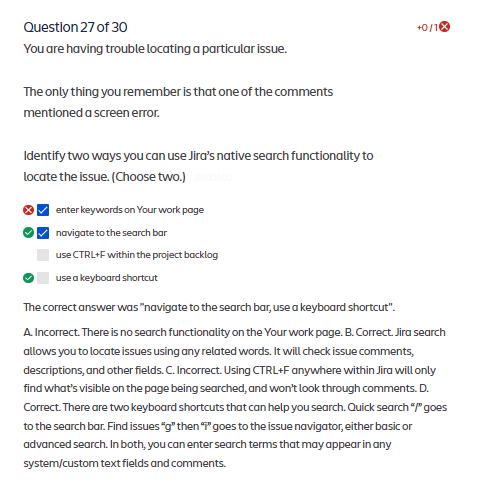 Question 27 of 30 +0 / 1
You are having trouble locating a particular issue.
The only thing you remember is that one of the comments
mentioned a screen error.
Identify two ways you can use Jira's native search functionality to
locate the issue. (Choose two.)
enter keywords on Your work page
navigate to the search bar
use CTRL+F within the project backlog
use a keyboard shortcut
The correct answer was "navigate to the search bar, use a keyboard shortcut".
A. Incorrect. There is no search functionality on the Your work page. B. Correct. Jira search
allows you to locate issues using any related words. It will check issue comments,
descriptions, and other fields. C. Incorrect. Using CTRL+F anywhere within Jira will only
find what's visible on the page being searched, and won't look through comments. D.
Correct. There are two keyboard shortcuts that can help you search. Quick search "/" goes
to the search bar. Find issues "g" then "i" goes to the issue navigator, either basic or
advanced search. In both, you can enter search terms that may appear in any
system/custom text fields and comments.